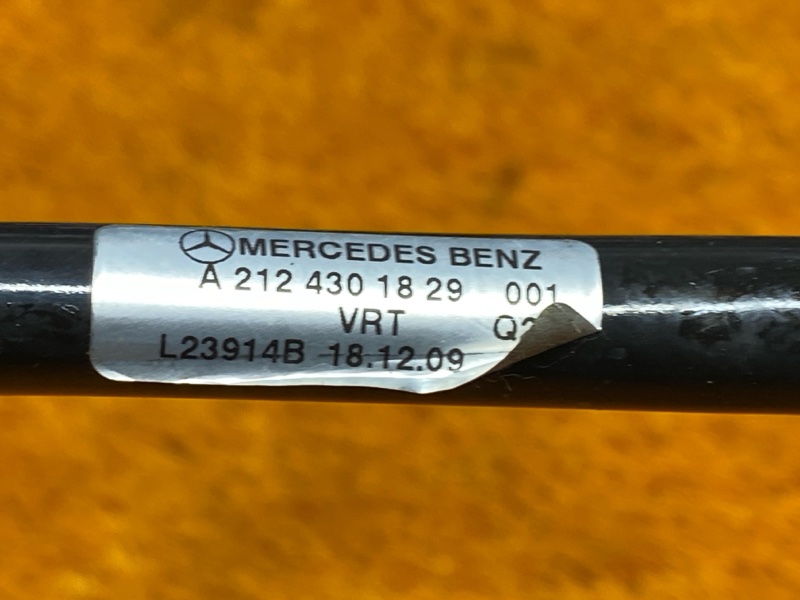 MERCEDES BENZ
A 212 430 18 29 001
VRT
L23914B 18.12.09